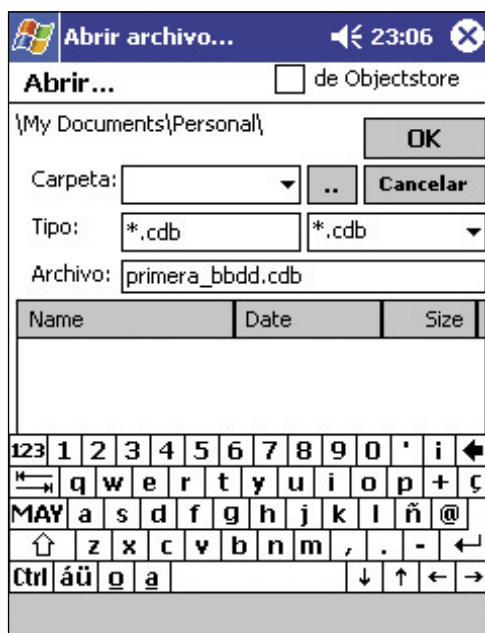 Abrir archivo... 23:06
Abrir... de Objectstore
\My Documents\Personal\
OK
Carpeta: .. Cancelar
Tipo: *.cdb *.cdb
Archivo: primera_bbdd.cdb
Name Date Size
123 1 2 3 4 5 6 7 8 9 0 ' ¡
q w e r t y u i o p + ç
MAY a s d f g h j k l ñ @
z x c v b n m , . -
Ctrl áü º ª ↓ ↑ ← →